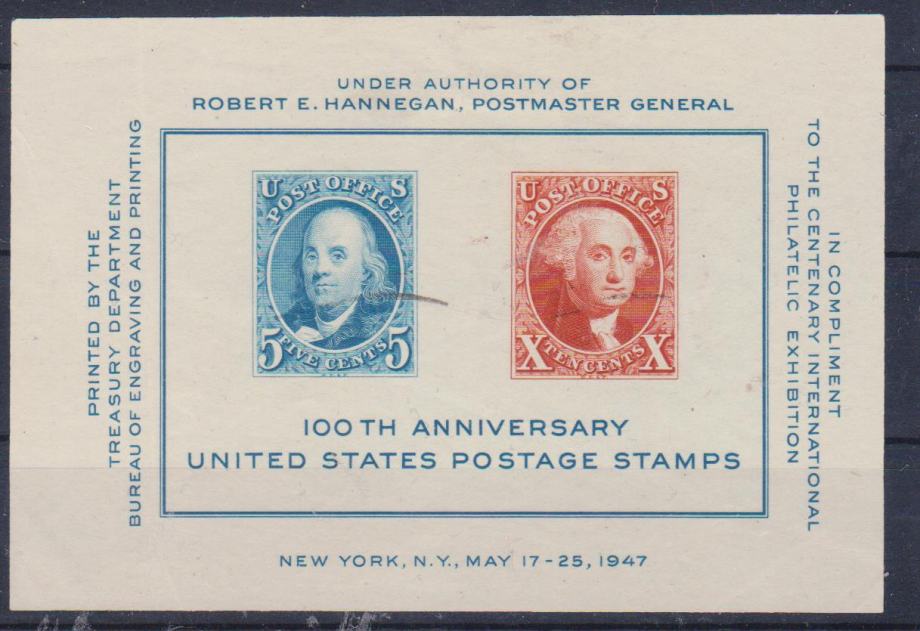 UNDER AUTHORITY OF
ROBERT E. HANNEGAN, POSTMASTER GENERAL
PRINTED BY THE
TREASURY DEPARTMENT
BUREAU OF ENGRAVING AND PRINTING
U S
POST OFFICE
5 5
FIVE CENTS
U S
POST OFFICE
X X
TEN CENTS
IN COMPLIMENT
TO THE CENTENARY INTERNATIONAL
PHILATELIC EXHIBITION
100TH ANNIVERSARY
UNITED STATES POSTAGE STAMPS
NEW YORK, N.Y., MAY 17-25, 1947